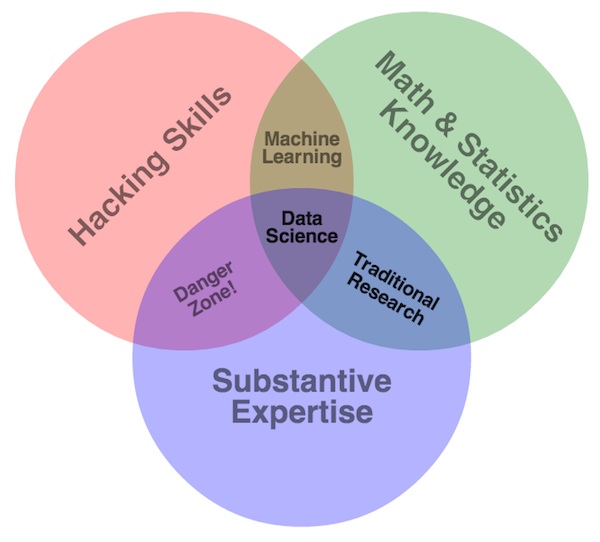 Hacking Skills
Math & Statistics
Knowledge
Machine
Learning
Data
Science
Danger
Zone!
Traditional
Research
Substantive
Expertise